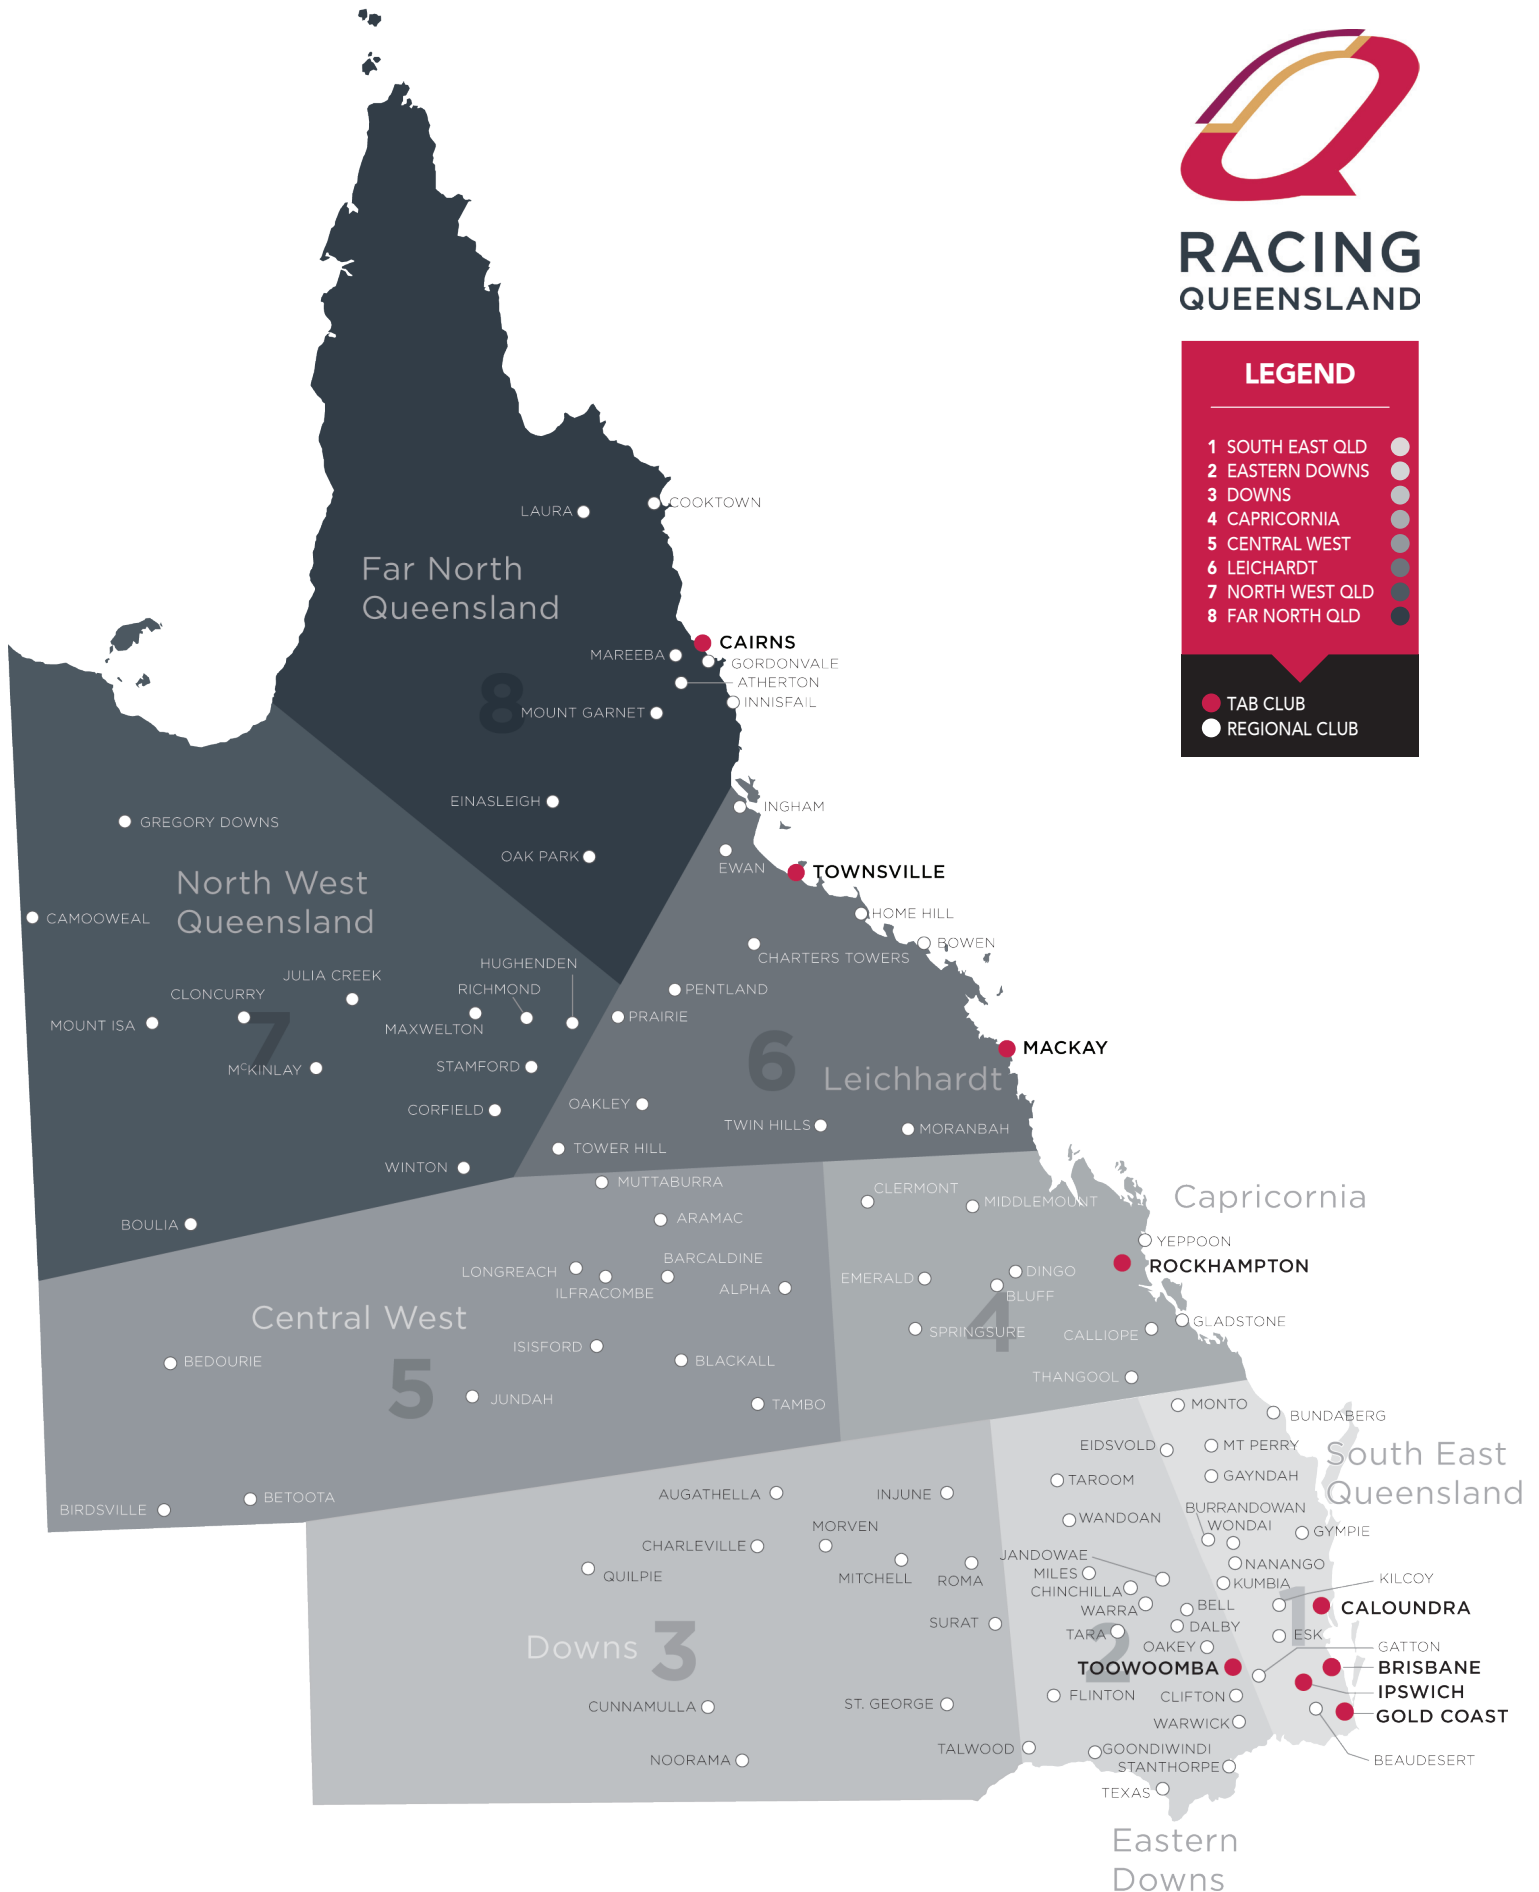 RACING
QUEENSLAND
LEGEND
1 SOUTH EAST QLD
2 EASTERN DOWNS
3 DOWNS
4 CAPRICORNIA
5 CENTRAL WEST
6 LEICHARDT
7 NORTH WEST QLD
8 FAR NORTH QLD
TAB CLUB
REGIONAL CLUB
COOKTOWN
LAURA
Far North
Queensland
CAIRNS
MAREEBA
GORDONVALE
ATHERTON
INNISFAIL
8
MOUNT GARNET
EINASLEIGH
OAK PARK
GREGORY DOWNS
North West
Queensland
CAMOOWEAL
HUGHENDEN
JULIA CREEK
RICHMOND
CLONCURRY
MOUNT ISA
7
MAXWELTON
MCKINLAY
STAMFORD
CORFIELD
WINTON
BOULIA
INGHAM
EWAN
TOWNSVILLE
HOME HILL
BOWEN
CHARTERS TOWERS
PENTLAND
PRAIRIE
MACKAY
6
Leichhardt
OAKLEY
TWIN HILLS
MORANBAH
TOWER HILL
MUTTABURRA
ARAMAC
BARCALDINE
LONGREACH
ILFRACOMBE
ALPHA
Central West
ISISFORD
BEDOURIE
5
BLACKALL
JUNDAH
TAMBO
BETOOTA
BIRDSVILLE
CLERMONT
MIDDLEMOUNT
Capricornia
YEPPOON
ROCKHAMPTON
EMERALD
DINGO
BLUFF
4
GLADSTONE
SPRINGSURE
CALLIOPE
THANGOOL
MONTO
BUNDABERG
EIDSVOLD
MT PERRY
South East
Queensland
TAROOM
GAYNDAH
AUGATHELLA
INJUNE
BURRANDOWAN
WANDOAN
WONDAI
GYMPIE
MORVEN
CHARLEVILLE
JANDOWAE
NANANGO
MILES
KUMBIA
KILCOY
QUILPIE
MITCHELL
ROMA
CHINCHILLA
1
CALOUNDRA
WARRA
BELL
SURAT
TARA
DALBY
ESK
Downs
3
2
OAKEY
GATTON
TOOWOOMBA
BRISBANE
IPSWICH
FLINTON
CLIFTON
GOLD COAST
CUNNAMULLA
ST. GEORGE
WARWICK
TALWOOD
GOONDIWINDI
NOORAMA
STANTHORPE
BEAUDESERT
TEXAS
Eastern
Downs